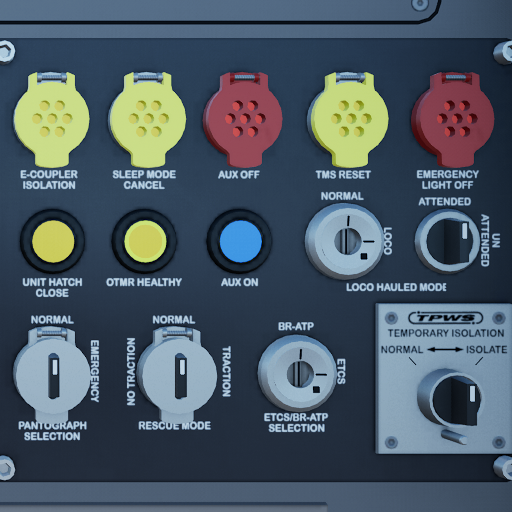 E-COUPLER
ISOLATION
SLEEP MODE
CANCEL
AUX OFF
TMS RESET
EMERGENCY
LIGHT OFF
NORMAL
ATTENDED
LOCO
UN
ATTENDED
UNIT HATCH
CLOSE
OTMR HEALTHY
AUX ON
LOCO HAULED MODE
NORMAL
EMERGENCY
PANTOGRAPH
SELECTION
NORMAL
NO TRACTION
TRACTION
RESCUE MODE
BR-ATP
ETCS
ETCS/BR-ATP
SELECTION
TPWS
TEMPORARY ISOLATION
NORMAL ISOLATE